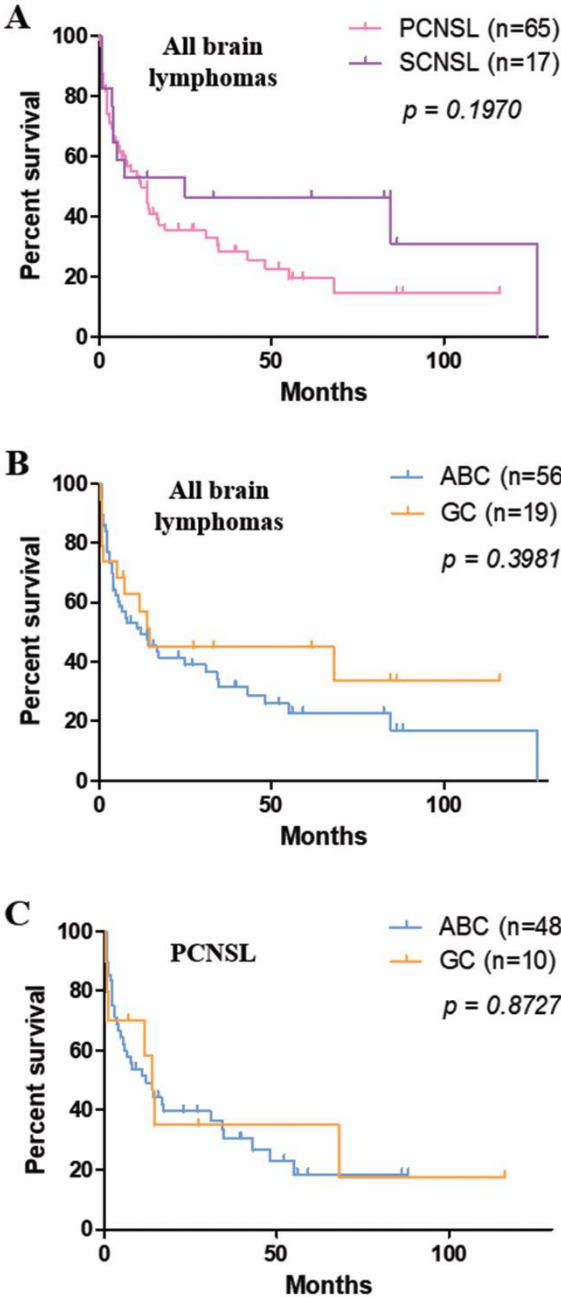 A
All brain
lymphomas
PCNSL (n=65)
SCNSL (n=17)
p = 0.1970
Percent survival
100
80
60
40
20
0
0 50 100
Months
B
All brain
lymphomas
ABC (n=56
GC (n=19)
p = 0.3981
Percent survival
100
80
60
40
20
0
0 50 100
Months
C
PCNSL
ABC (n=48
GC (n=10)
p = 0.8727
Percent survival
100
80
60
40
20
0
0 50 100
Months